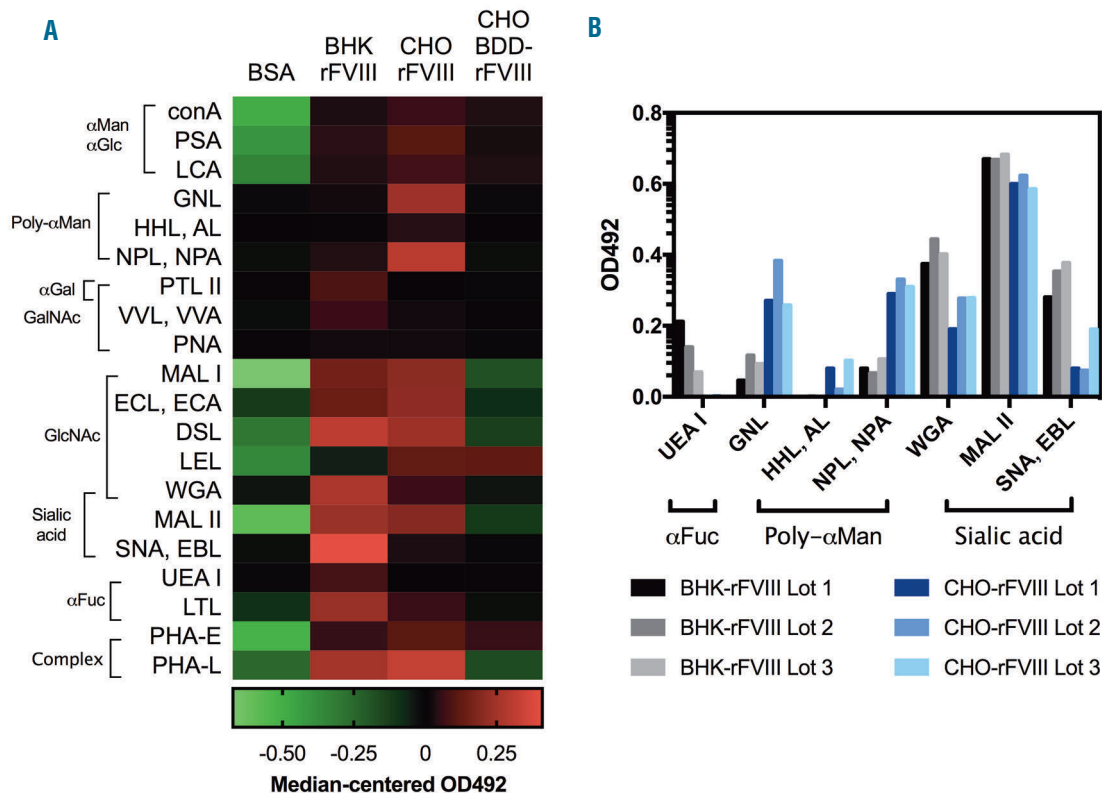 A
BSA
BHK
rFVIII
CHO
rFVIII
CHO
BDD-
rFVIII
αMan
αGlc
Poly-αMan
αGal
GalNAc
GlcNAc
Sialic
acid
αFuc
Complex
conA
PSA
LCA
GNL
HHL, AL
NPL, NPA
PTL II
VVL, VVA
PNA
MAL I
ECL, ECA
DSL
LEL
WGA
MAL II
SNA, EBL
UEA I
LTL
PHA-E
PHA-L
-0.50 -0.25 0 0.25
Median-centered OD492
B
OD492
0.8
0.6
0.4
0.2
0.0
UEA I
GNL
HHL, AL
NPL, NPA
WGA
MAL II
SNA, EBL
αFuc Poly-αMan Sialic acid
BHK-rFVIII Lot 1
BHK-rFVIII Lot 2
BHK-rFVIII Lot 3
CHO-rFVIII Lot 1
CHO-rFVIII Lot 2
CHO-rFVIII Lot 3